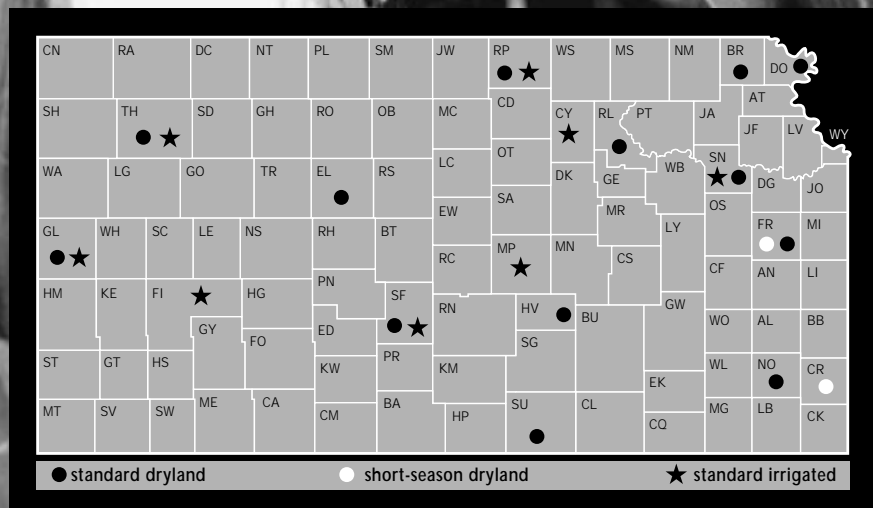 CN RA DC NT PL SM JW RP WS MS NM BR DO
SH TH SD GH RO OB MC CD CY RL PT JA AT
JF LV WY
WA LG GO TR EL RS LC OT DK GE WB SN DG JO
GL WH SC LE NS RH BT EW SA MR LY OS FR MI
HM KE FI HG PN SF RC MP MN CS CF AN LI
GY FO ED RN HV BU GW WO AL BB
ST GT HS KW PR KM SG EK WL NO CR
MT SV SW ME CA CM BA HP SU CL CQ MG LB CK
standard dryland short-season dryland standard irrigated